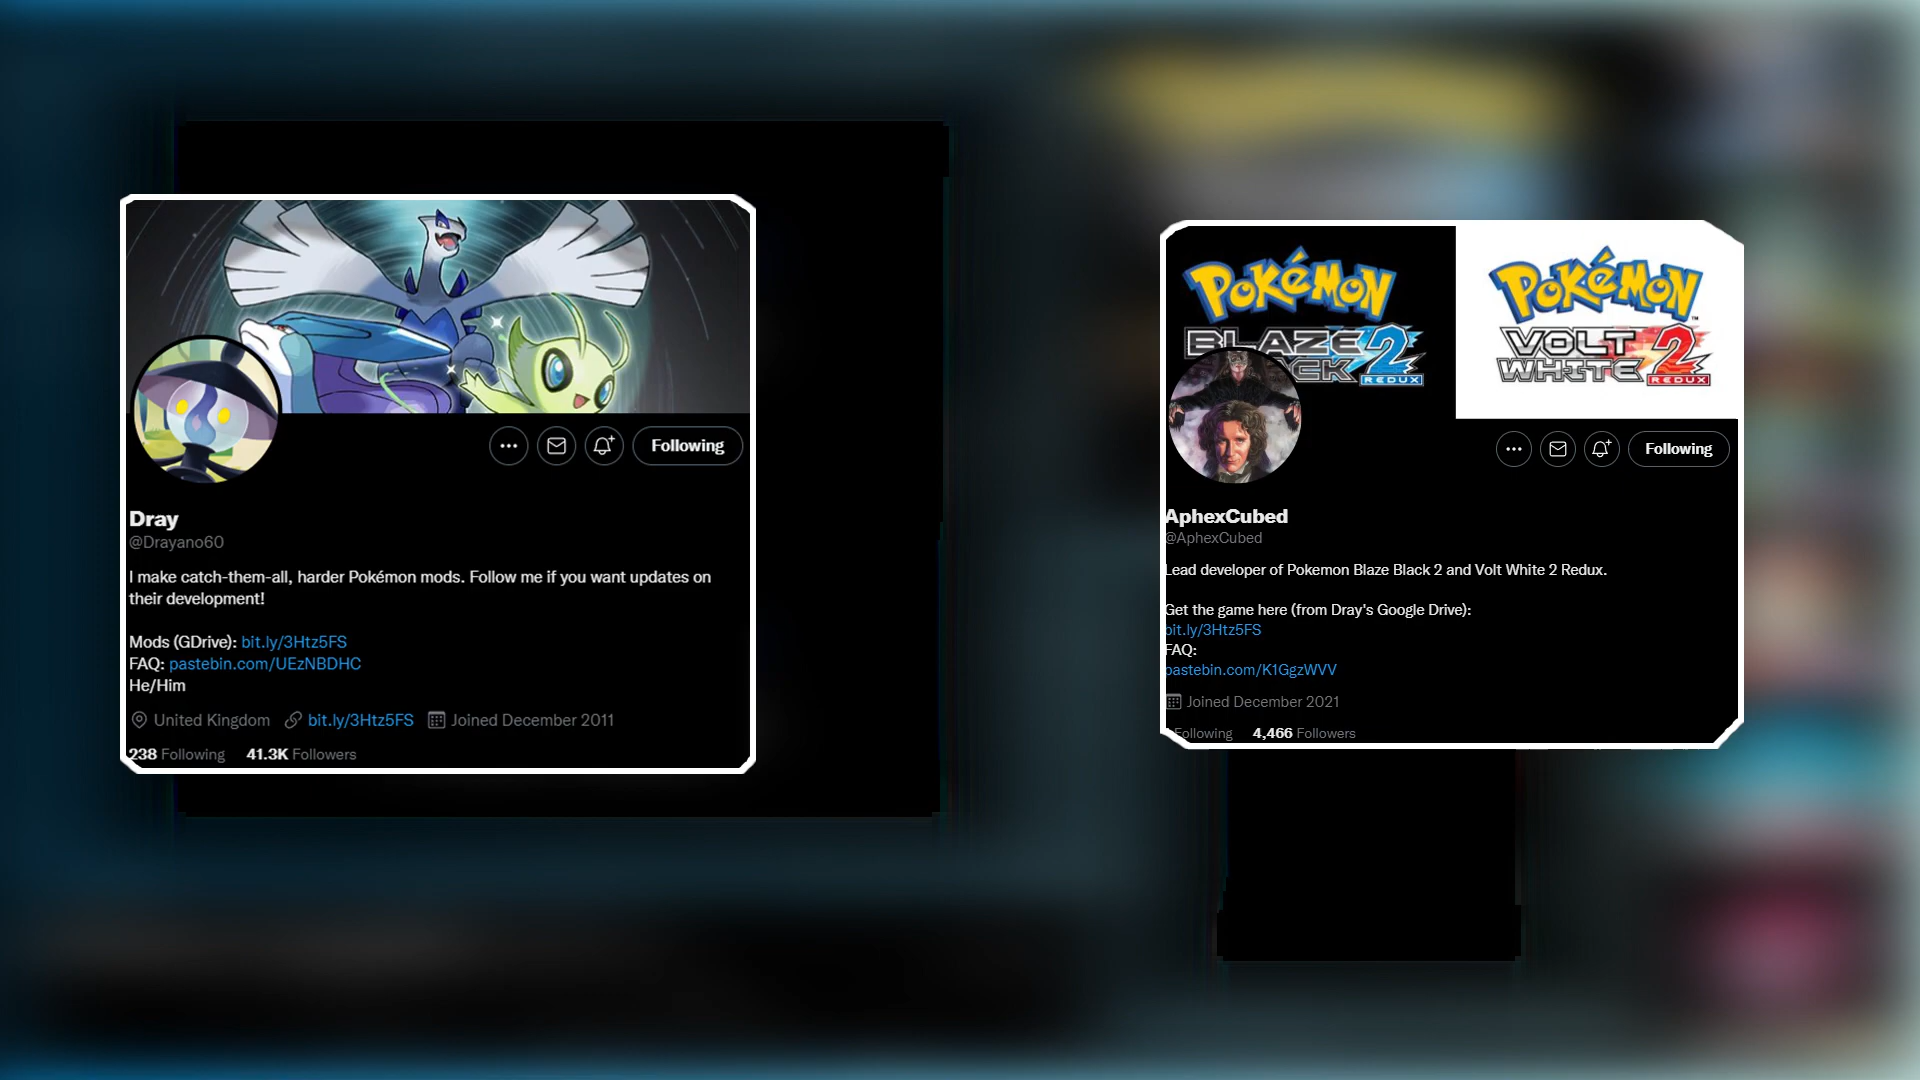 Following
Dray
@Drayano60
I make catch-them-all, harder Pokémon mods. Follow me if you want updates on
their development!
Mods (GDrive): bit.ly/3Htz5FS
FAQ: pastebin.com/UEzNBDHC
He/Him
United Kingdom bit.ly/3Htz5FS Joined December 2011
238 Following 41.3K Followers
POKéMON
BLAZE 2
CK
REDUX
POKéMON
VOLT 2
WHITE
REDUX
Following
AphexCubed
@AphexCubed
Lead developer of Pokemon Blaze Black 2 and Volt White 2 Redux.
Get the game here (from Dray's Google Drive):
bit.ly/3Htz5FS
FAQ:
pastebin.com/K1GgzWVV
Joined December 2021
Following 4,466 Followers